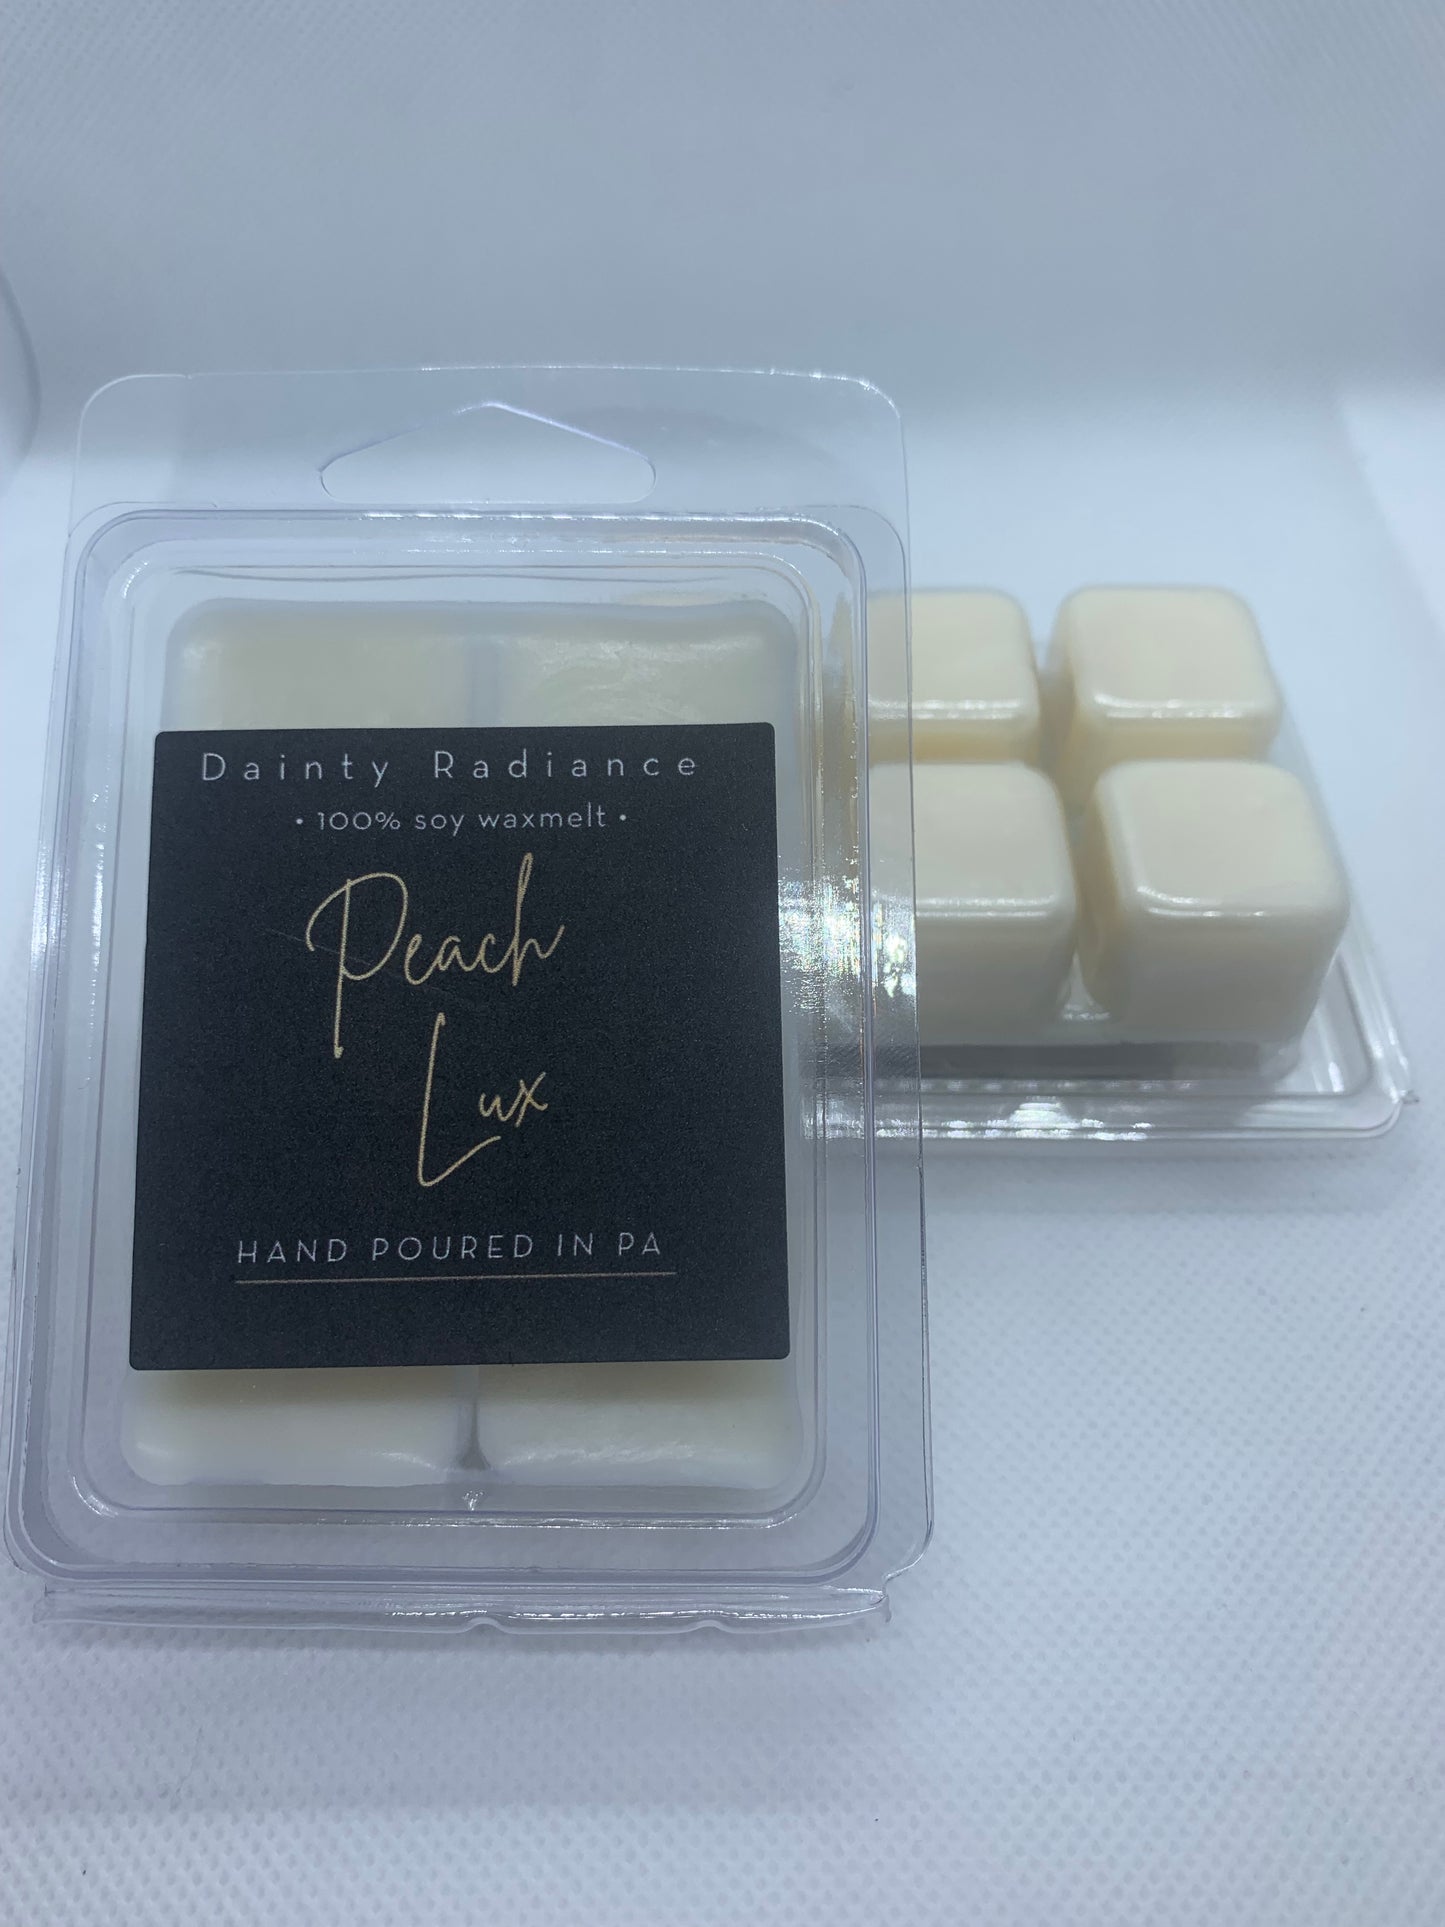 Dainty Radiance
• 100% soy waxmelt •
Peach
Lux
HAND POURED IN PA